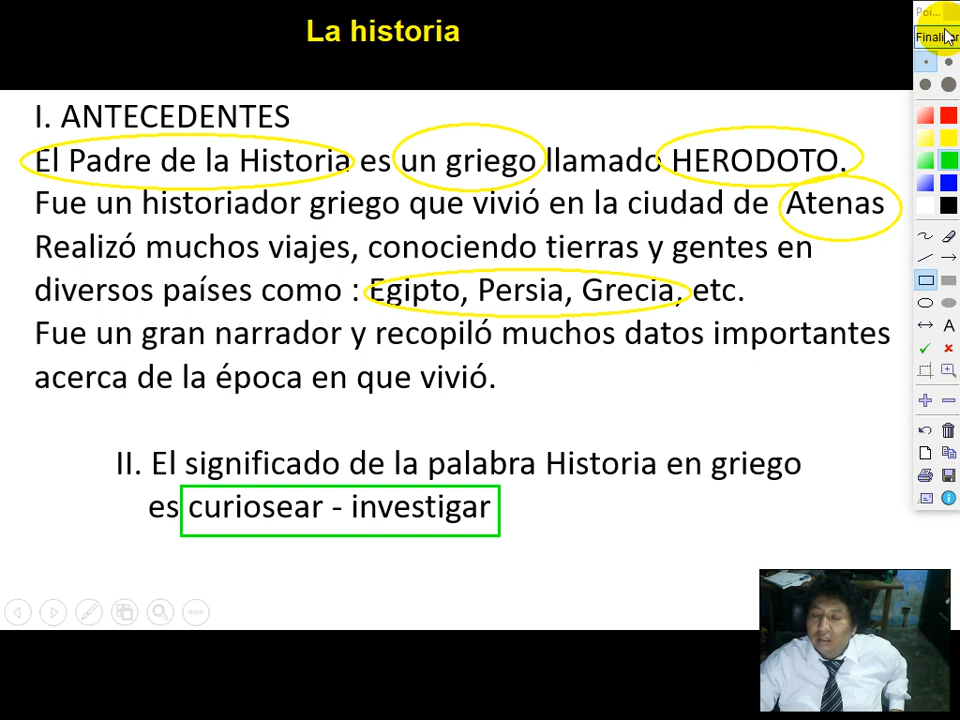 La historia
Poi...
Finalizar
I. ANTECEDENTES
El Padre de la Historia es un griego llamado HERODOTO.
Fue un historiador griego que vivió en la ciudad de Atenas
Realizó muchos viajes, conociendo tierras y gentes en
diversos países como : Egipto, Persia, Grecia, etc.
Fue un gran narrador y recopiló muchos datos importantes
acerca de la época en que vivió.
II. El significado de la palabra Historia en griego
es curiosear - investigar
A